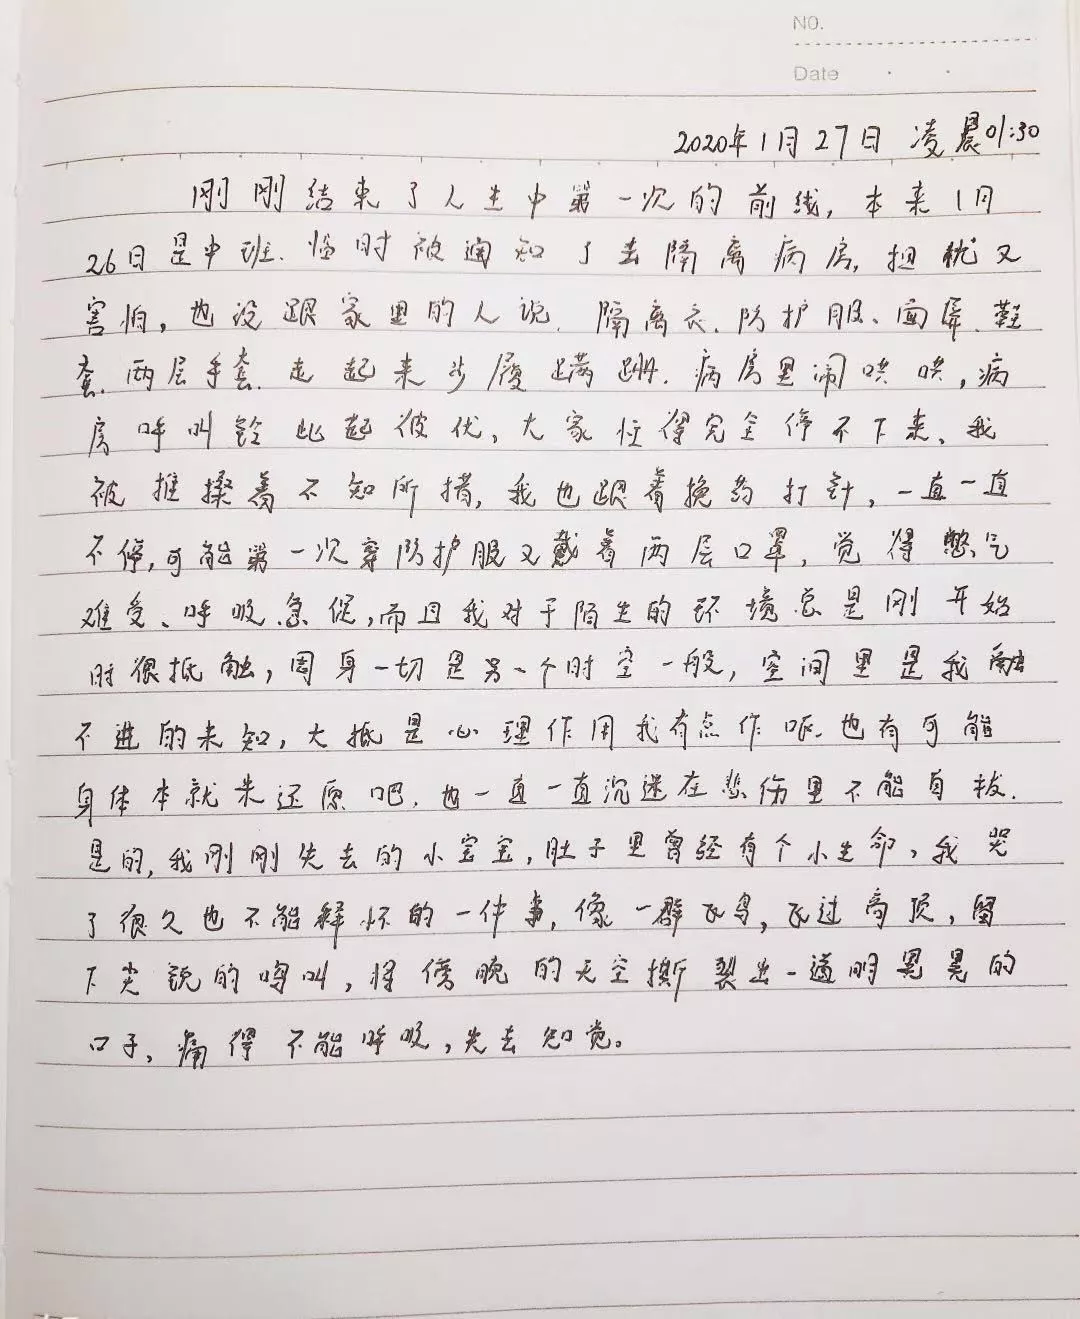 NO.
Date
2020年1月27日 凌晨01:30
刚刚结束了人生中第一次的前线,本来1月
26日是中班、临时被通知了去隔离病房,担忧又
害怕,也没跟家里的人说.隔离衣、防护服、面屏、鞋
套、两层手套.走起来步履蹒跚.病房里闹哄哄,病
房呼叫铃此起彼伏,大家忙得完全停不下来、我
被推搡着不知所措,我也跟着挽药打针,一直一直
不停,可能第一次穿防护服又戴着两层口罩,觉得憋气
难受、呼吸急促,而且我对于陌生的环境总是刚开始
时很抵触,周身一切是另一个时空一般,空间里是我融
不进的未知,大抵是心理作用我有点作呕.也有可能
身体本就未还原吧.也一直一直沉迷在悲伤里不能自拔.
是的,我刚刚失去的小宝宝,肚子里曾经有个小生命、我哭
了很久也不能释怀的一件事,像一群飞鸟,飞过高顶,留
下尖锐的鸣叫,将傍晚的天空撕裂出一道明晃晃的
口子、痛得不能呼吸,失去知觉。